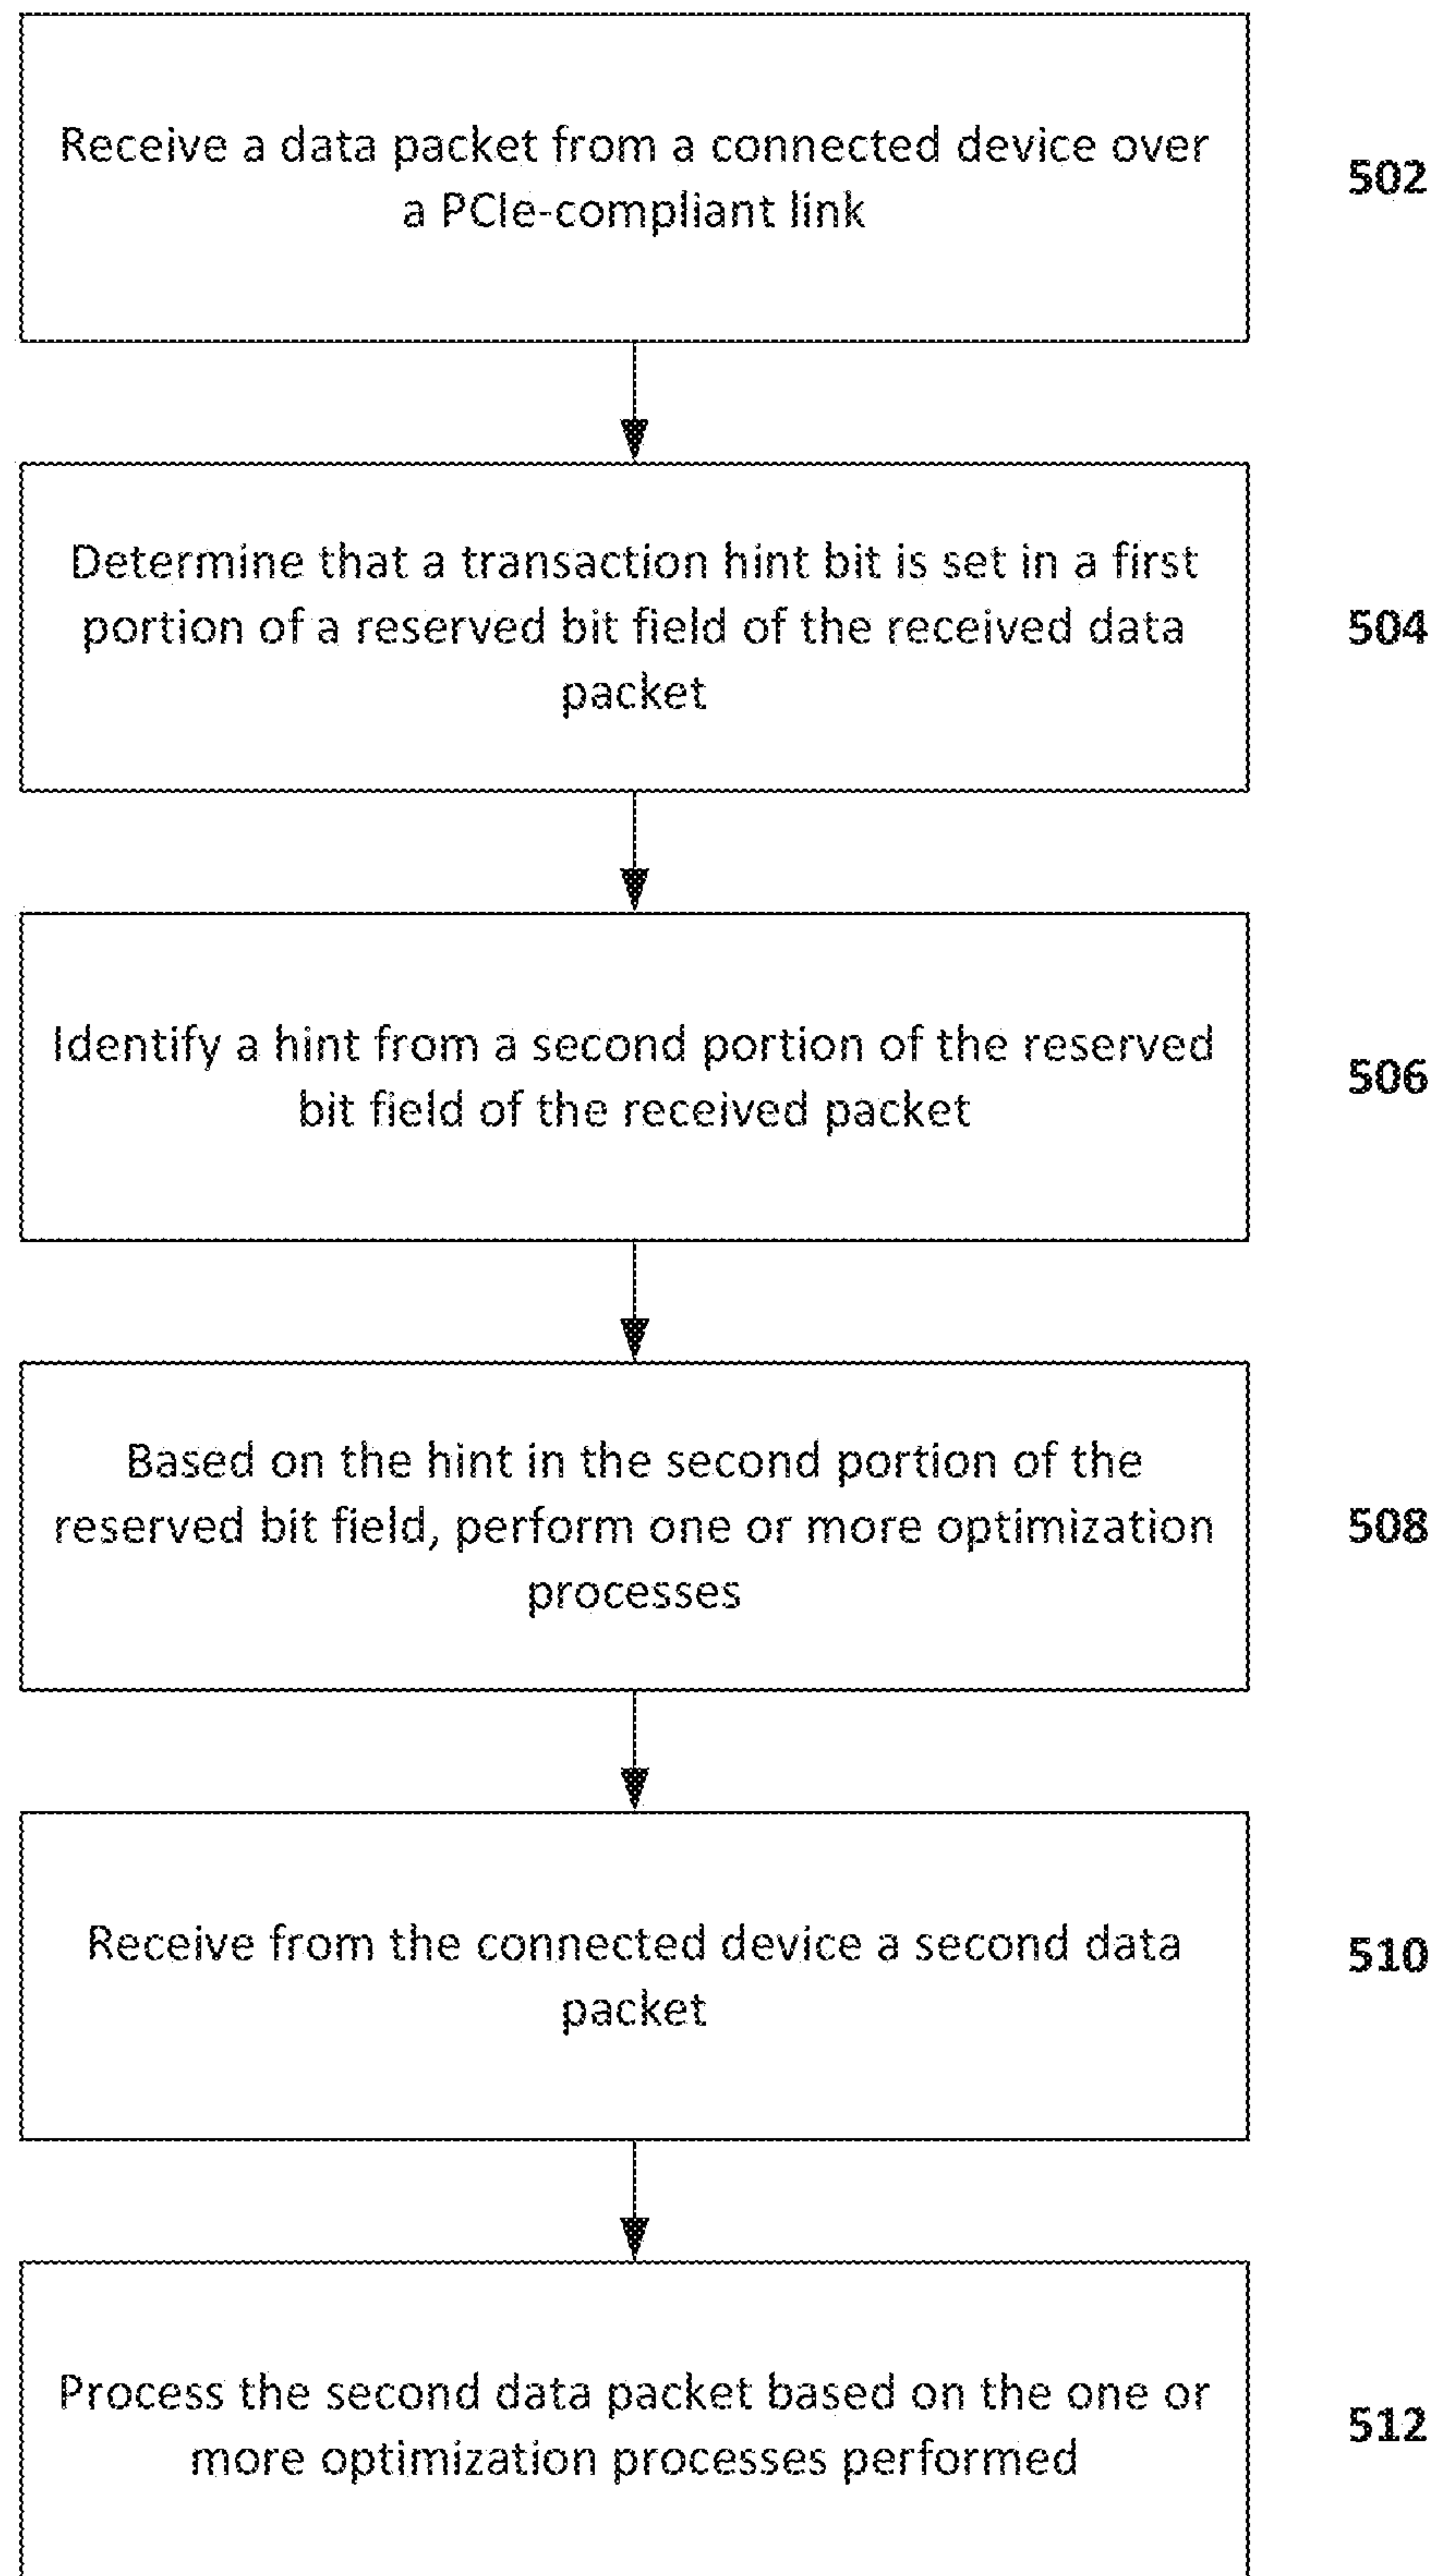 Receive a data packet from a connected device over
a PCIe-compliant link
502
Determine that a transaction hint bit is set in a first
portion of a reserved bit field of the received data
packet
504
Identify a hint from a second portion of the reserved
bit field of the received packet
506
Based on the hint in the second portion of the
reserved bit field, perform one or more optimization
processes
508
Receive from the connected device a second data
packet
510
Process the second data packet based on the one or
more optimization processes performed
512